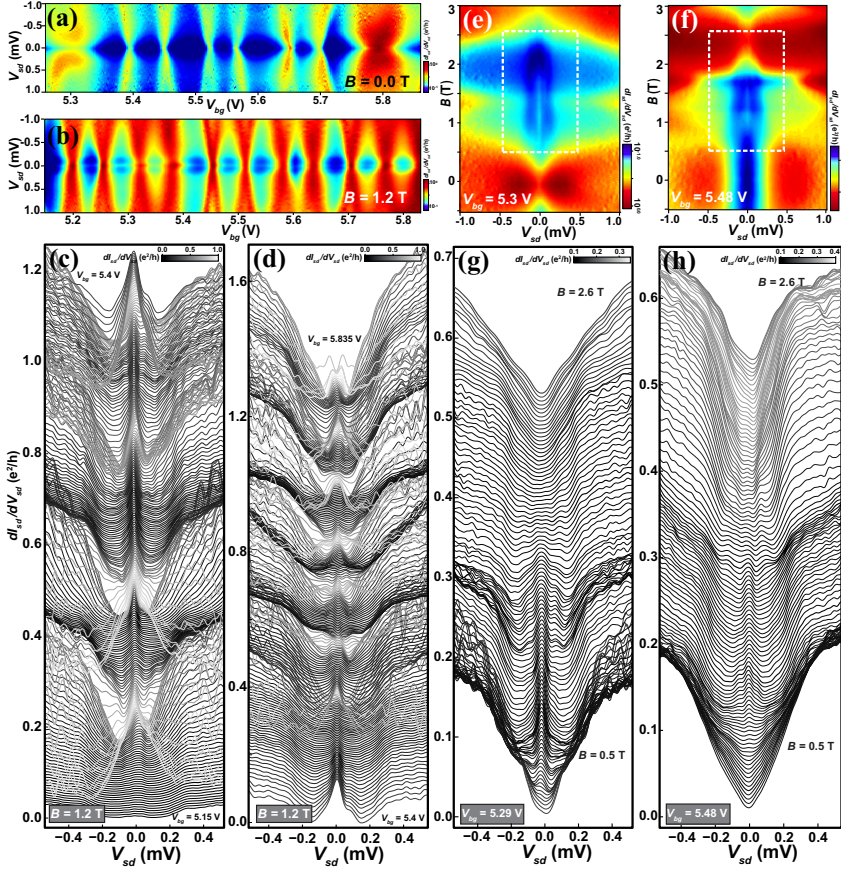 (a)
-1.0
-0.5
0.0
0.5
1.0
V_sd (mV)
B = 0.0 T
dI_sd/dV_sd (e²/h)
5.3 5.4 5.5 5.6 5.7 5.8
V_bg (V)
(b)
-1.0
-0.5
0.0
0.5
1.0
V_sd (mV)
B = 1.2 T
dI_sd/dV_sd (e²/h)
5.2 5.3 5.4 5.5 5.6 5.7 5.8
V_bg (V)
(e)
3
2
1
0
B (T)
V_bg = 5.3 V
dI_sd/dV_sd (e²/h)
-1.0 -0.5 0.0 0.5 1.0
V_sd (mV)
(f)
3
2
1
0
B (T)
V_bg = 5.48 V
dI_sd/dV_sd (e²/h)
-1.0 -0.5 0.0 0.5 1.0
V_sd (mV)
(c)
0.0 0.5 1.0
dI_sd/dV_sd (e²/h)
V_bg = 5.4 V
1.2
1.0
0.8
0.6
0.4
0.2
0.0
dI_sd/dV_sd (e²/h)
B = 1.2 T
V_bg = 5.15 V
−0.4 −0.2 0.0 0.2 0.4
V_sd (mV)
(d)
0.0 0.5 1.0
dI_sd/dV_sd (e²/h)
V_bg = 5.835 V
1.6
1.2
0.8
0.4
0.0
B = 1.2 T
V_bg = 5.4 V
−0.4 −0.2 0.0 0.2 0.4
V_sd (mV)
(g)
0.1 0.2 0.3
dI_sd/dV_sd (e²/h)
B = 2.6 T
0.7
0.6
0.5
0.4
0.3
0.2
0.1
0.0
B = 0.5 T
V_bg = 5.29 V
−0.4 −0.2 0.0 0.2 0.4
V_sd (mV)
(h)
0.1 0.2 0.3 0.4
dI_sd/dV_sd (e²/h)
B = 2.6 T
0.6
0.5
0.4
0.3
0.2
0.1
0.0
B = 0.5 T
V_bg = 5.48 V
−0.4 −0.2 0.0 0.2 0.4
V_sd (mV)